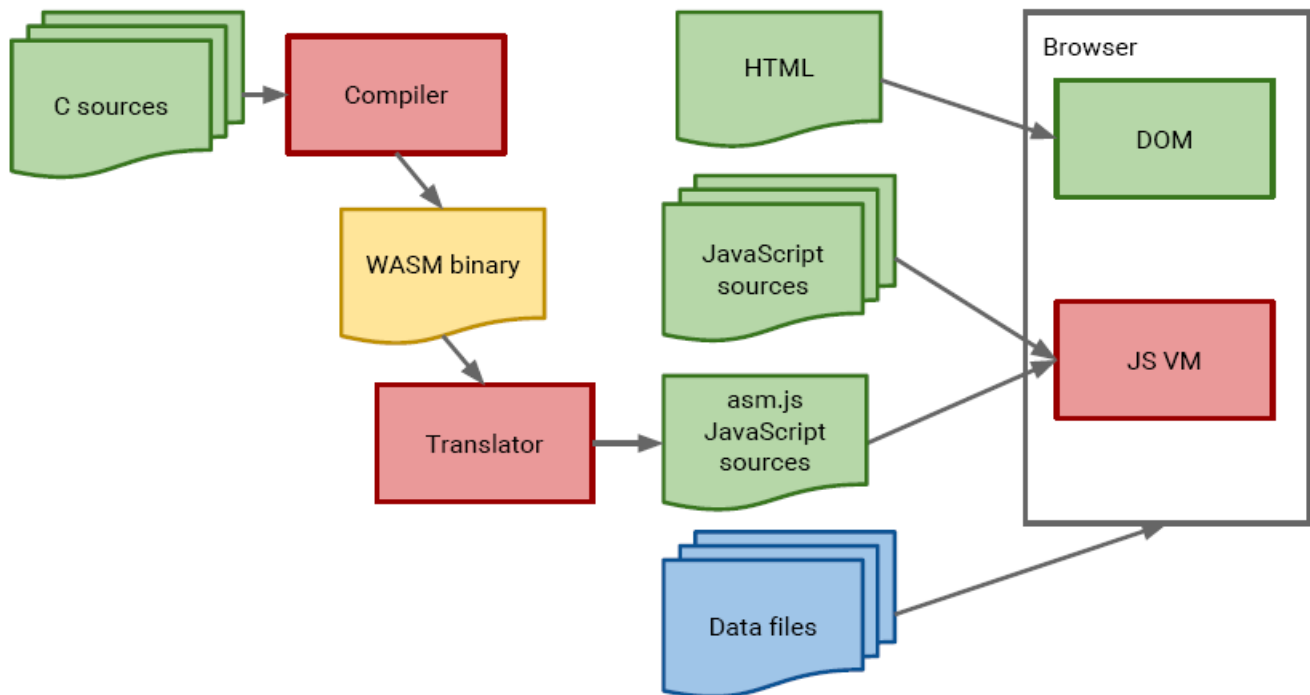 C sources
Compiler
WASM binary
Translator
HTML
JavaScript
sources
asm.js
JavaScript
sources
Data files
Browser
DOM
JS VM